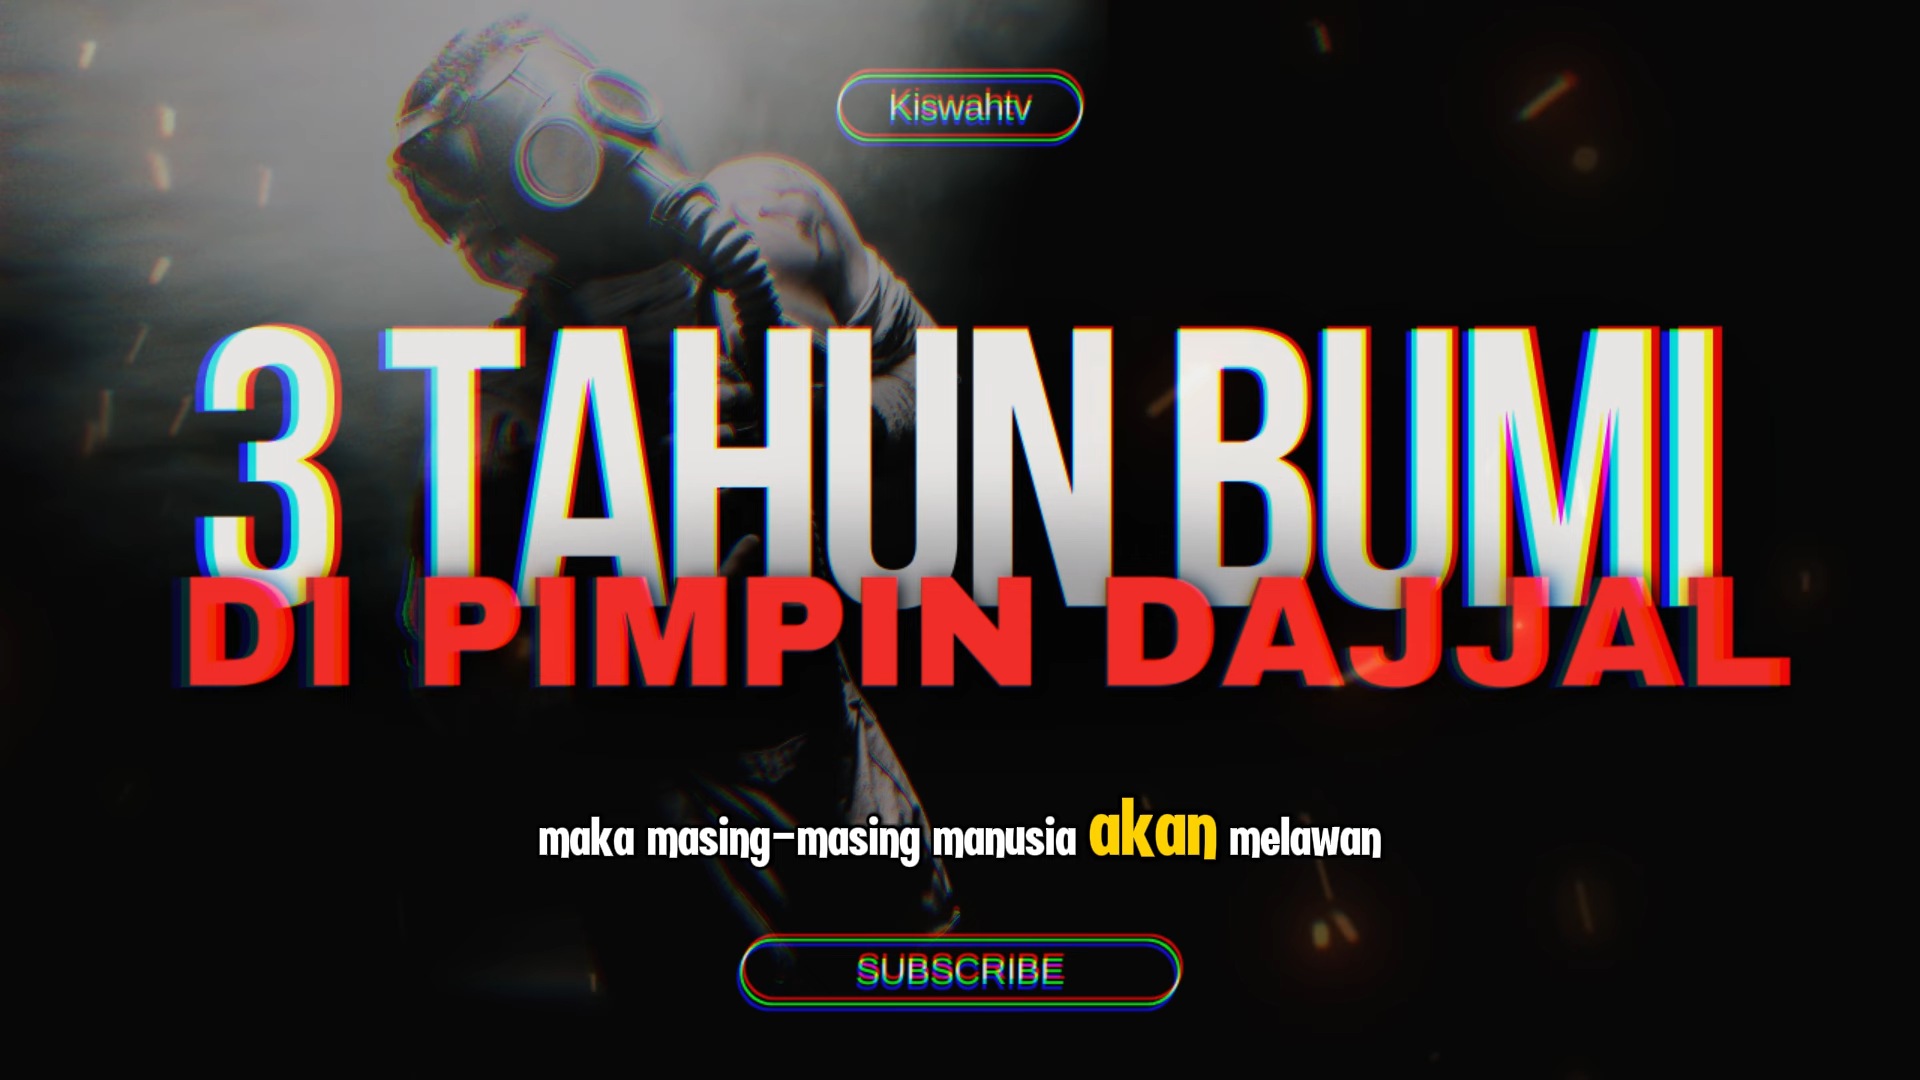 Kiswahtv
3 TAHUN BUMI
DI PIMPIN DAJJAL
maka masing-masing manusia akan melawan
SUBSCRIBE